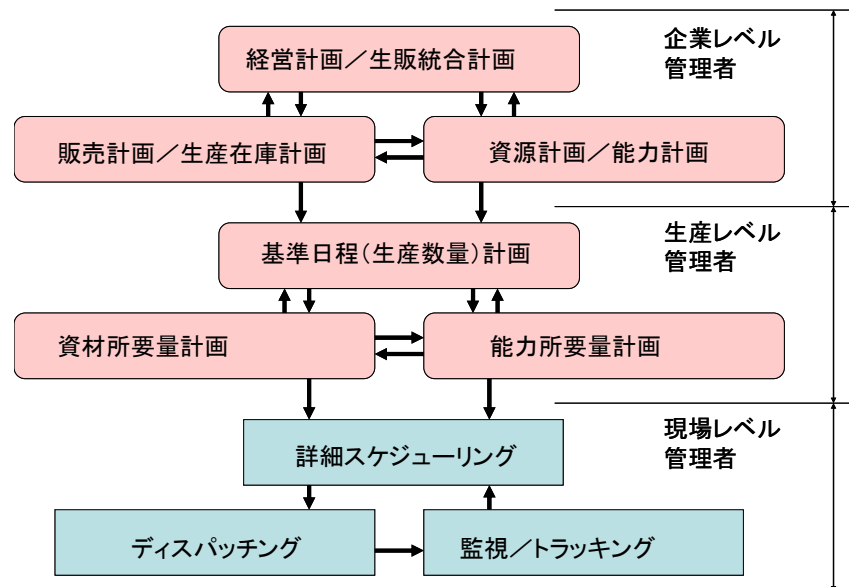 経営計画／生販統合計画
企業レベル
管理者
販売計画／生産在庫計画
資源計画／能力計画
基準日程(生産数量)計画
生産レベル
管理者
資材所要量計画
能力所要量計画
詳細スケジューリング
現場レベル
管理者
ディスパッチング
監視／トラッキング